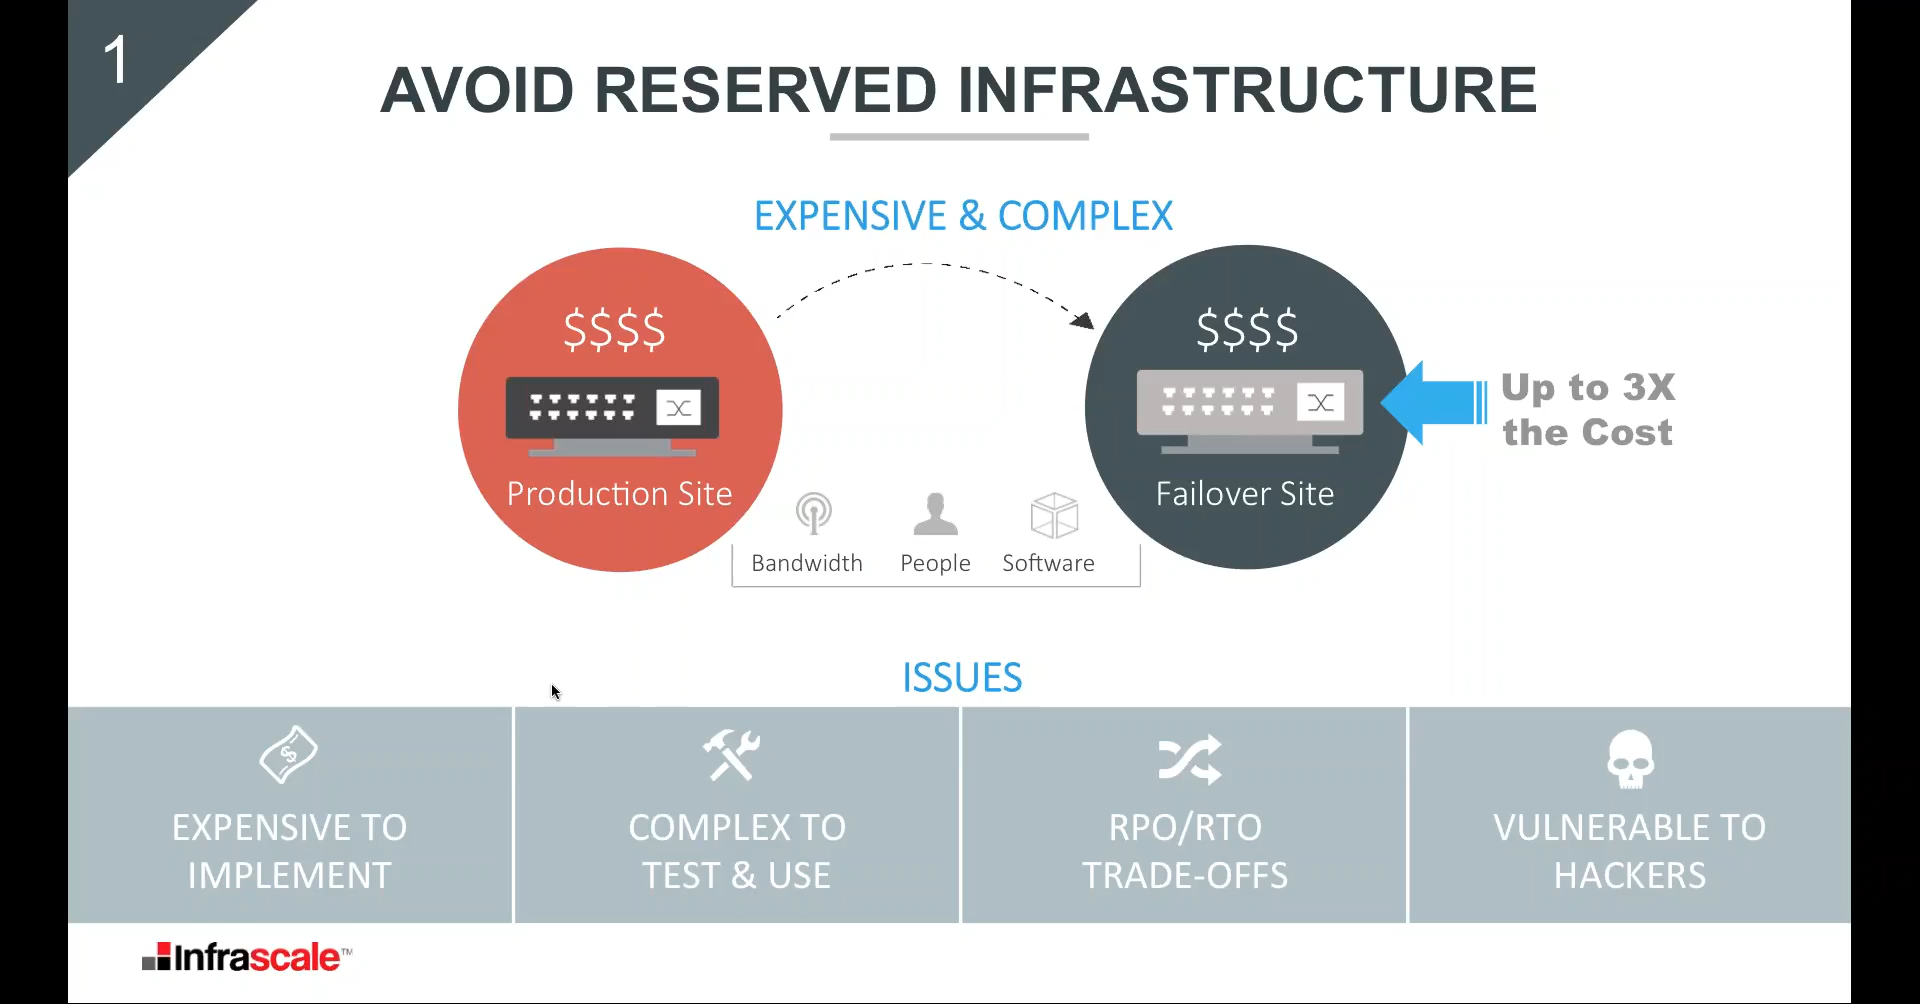 1
AVOID RESERVED INFRASTRUCTURE
EXPENSIVE & COMPLEX
$$$$
Production Site
$$$$
Failover Site
Up to 3X
the Cost
Bandwidth
People
Software
ISSUES
$
EXPENSIVE TO
IMPLEMENT
COMPLEX TO
TEST & USE
RPO/RTO
TRADE-OFFS
VULNERABLE TO
HACKERS
Infrascale™